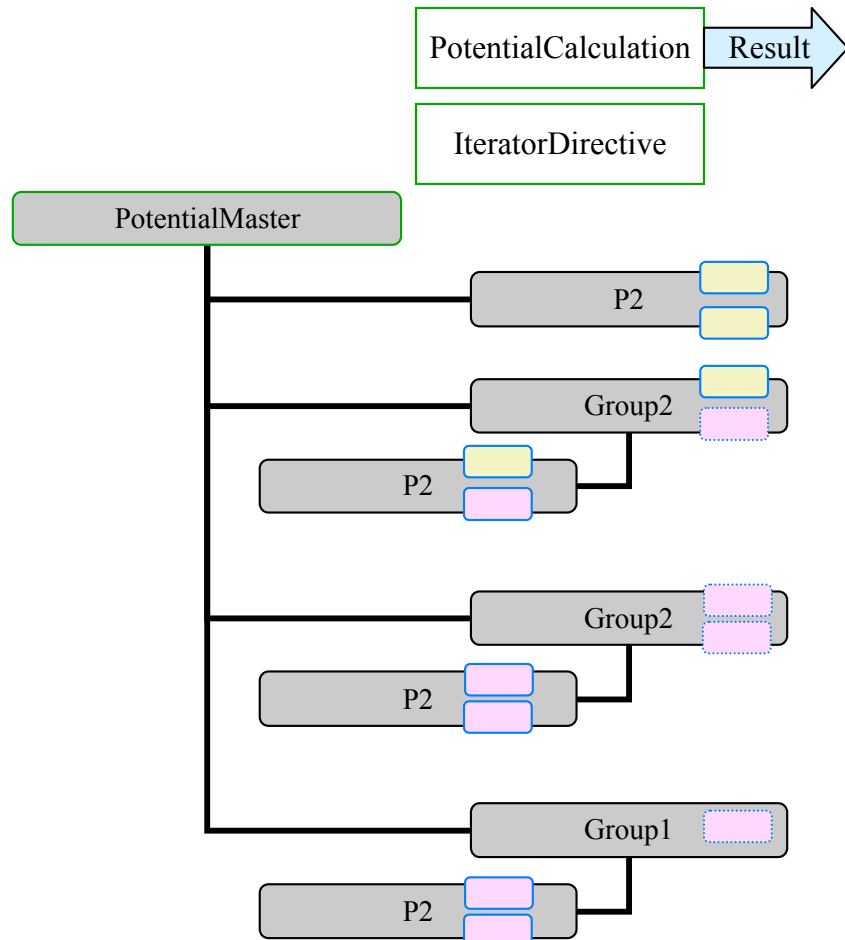 PotentialCalculation
Result
IteratorDirective
PotentialMaster
P2
Group2
P2
Group2
P2
Group1
P2